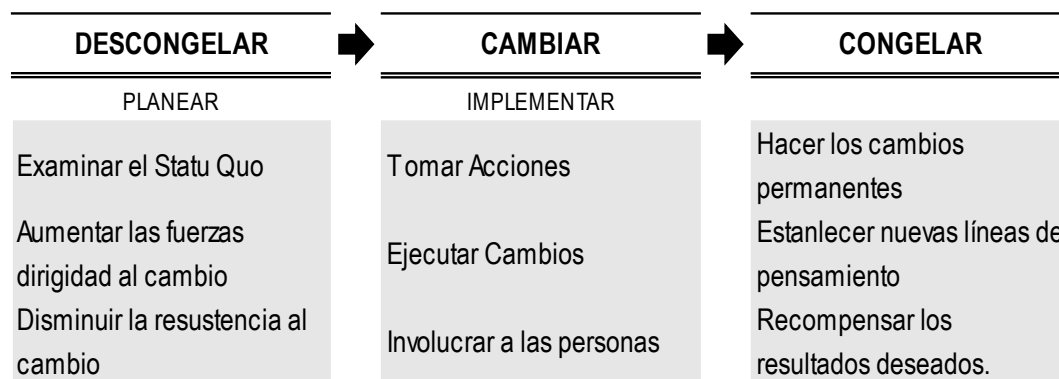 DESCONGELAR
CAMBIAR
CONGELAR
PLANEAR
IMPLEMENTAR
Examinar el Statu Quo
Aumentar las fuerzas
dirigidad al cambio
Disminuir la resustencia al
cambio
Tomar Acciones
Ejecutar Cambios
Involucrar a las personas
Hacer los cambios
permanentes
Estanlecer nuevas líneas de
pensamiento
Recompensar los
resultados deseados.